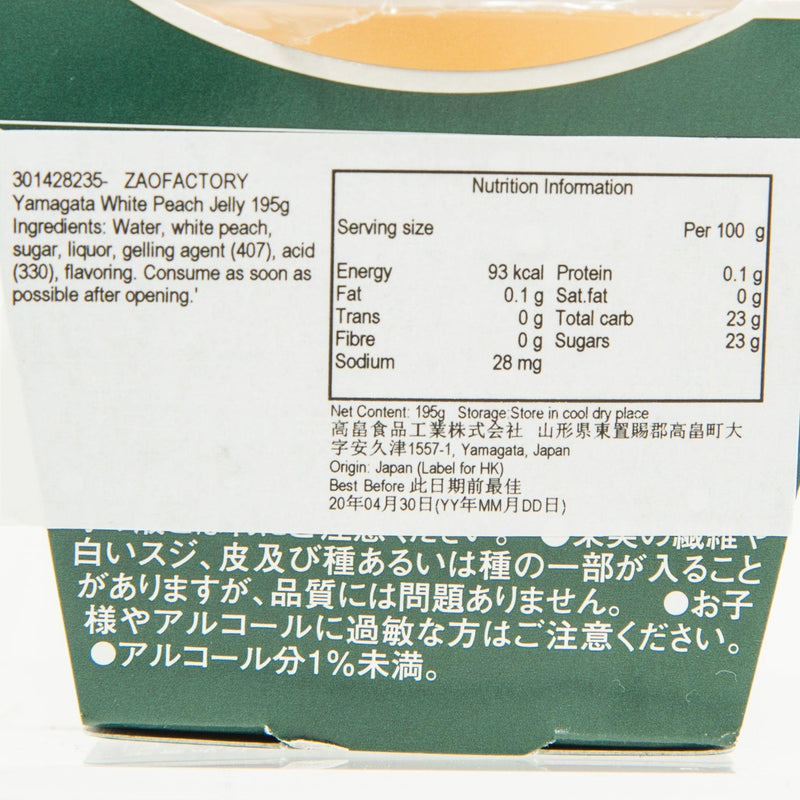 301428235- ZAOFACTORY
Yamagata White Peach Jelly 195g
Ingredients: Water, white peach,
sugar, liquor, gelling agent (407), acid
(330), flavoring. Consume as soon as
possible after opening.'
Nutrition Information
Serving size Per 100 g
Energy 93 kcal Protein 0.1 g
Fat 0.1 g Sat.fat 0 g
Trans 0 g Total carb 23 g
Fibre 0 g Sugars 23 g
Sodium 28 mg
Net Content: 195g Storage:Store in cool dry place
高畠食品工業株式会社 山形県東置賜郡高畠町大
字安久津1557-1, Yamagata, Japan
Origin: Japan (Label for HK)
Best Before 此日期前最佳
20年04月30日(YY年MM月DD日)
●果実の繊維や
白いスジ、皮及び種あるいは種の一部が入ること
がありますが、品質には問題ありません。 ●お子
様やアルコールに過敏な方はご注意ください。
●アルコール分1%未満。